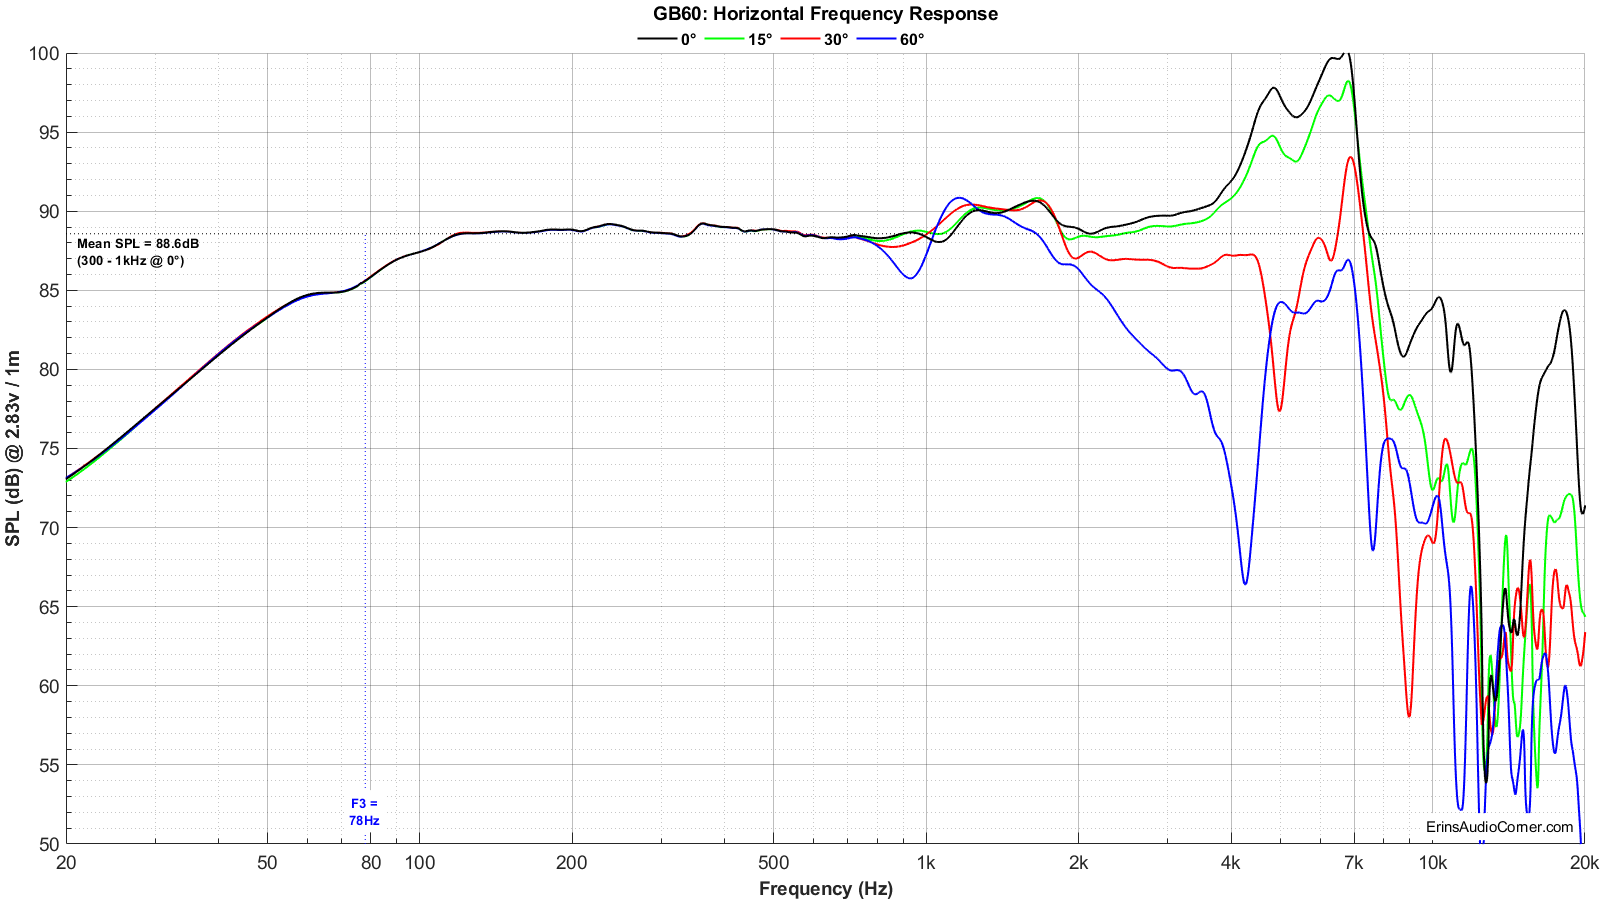 GB60: Horizontal Frequency Response
0° 15° 30° 60°
100
95
90
Mean SPL = 88.6dB
(300 - 1kHz @ 0°)
85
80
75
70
65
60
55
50
SPL (dB) @ 2.83v / 1m
F3 =
78Hz
ErinsAudioCorner.com
20 50 80 100 200 500 1k 2k 4k 7k 10k 20k
Frequency (Hz)